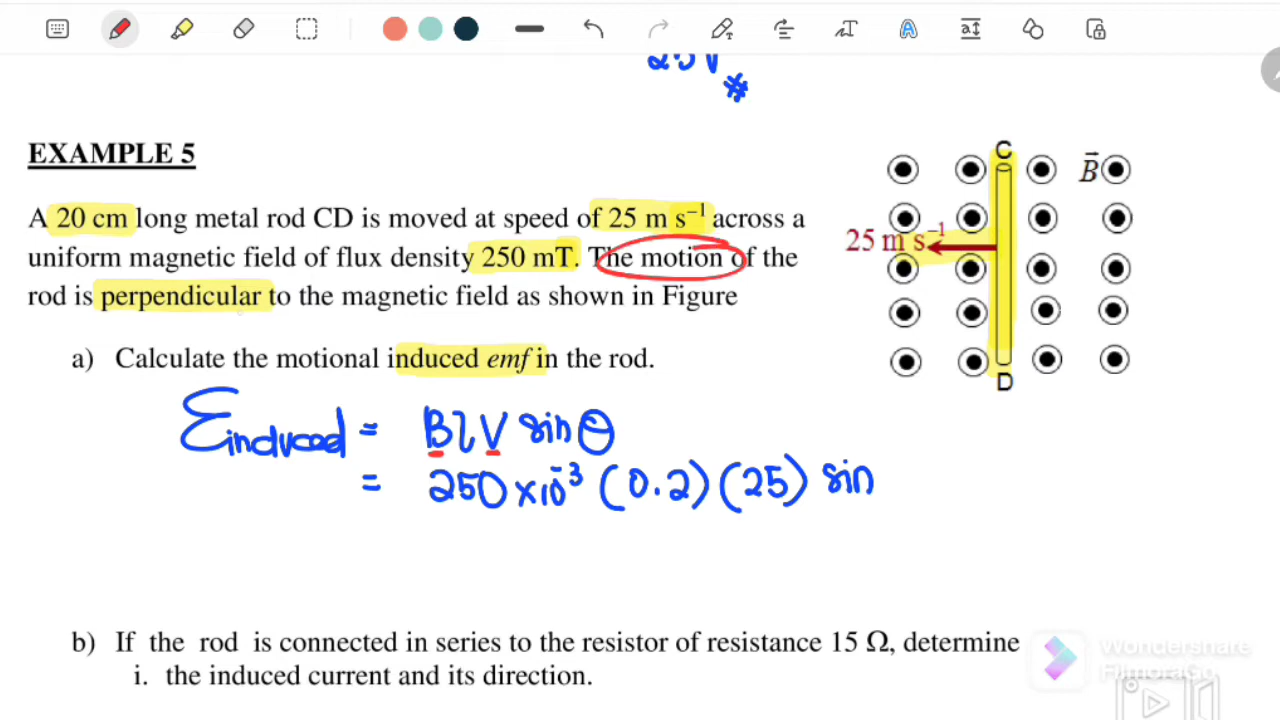 25V
#
EXAMPLE 5
A 20 cm long metal rod CD is moved at speed of 25 m s⁻¹ across a
uniform magnetic field of flux density 250 mT. The motion of the
rod is perpendicular to the magnetic field as shown in Figure
C
B⃗
25 m s⁻¹
D
a) Calculate the motional induced emf in the rod.
Ɛinduced = Blv sin θ
= 250 × 10⁻³ (0.2) (25) sin
b) If the rod is connected in series to the resistor of resistance 15 Ω, determine
i. the induced current and its direction.
Wondershare
FilmoraGo